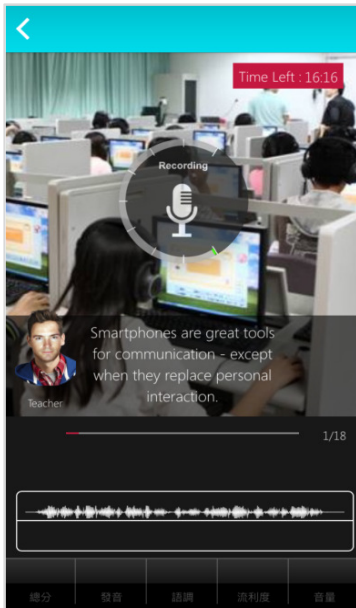 Time Left : 16:16
Recording
Smartphones are great tools
for communication - except
when they replace personal
interaction.
Teacher
1/18
總分 發音 語調 流利度 音量